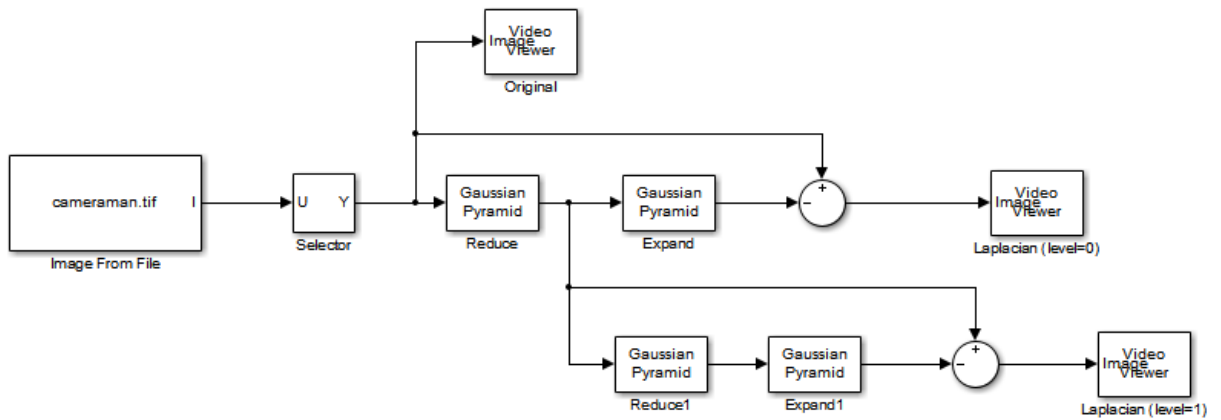 Video
Image
Viewer
Original
cameraman.tif I
U Y
Gaussian
Pyramid
Gaussian
Pyramid
+
−
Video
Image
Viewer
Selector
Reduce
Expand
Laplacian (level=0)
Image From File
+
−
Gaussian
Pyramid
Gaussian
Pyramid
Video
Image
Viewer
Reduce1
Expand1
Laplacian (level=1)